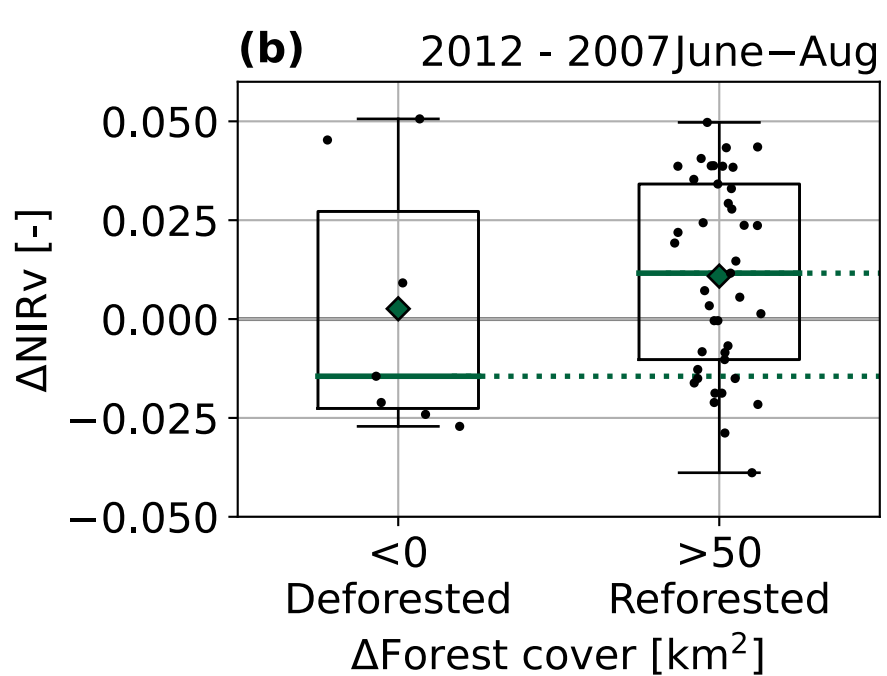 (b) 2012 - 2007June−Aug
0.050
0.025
0.000
−0.025
−0.050
ΔNIRv [-]
<0 >50
Deforested Reforested
ΔForest cover [km²]